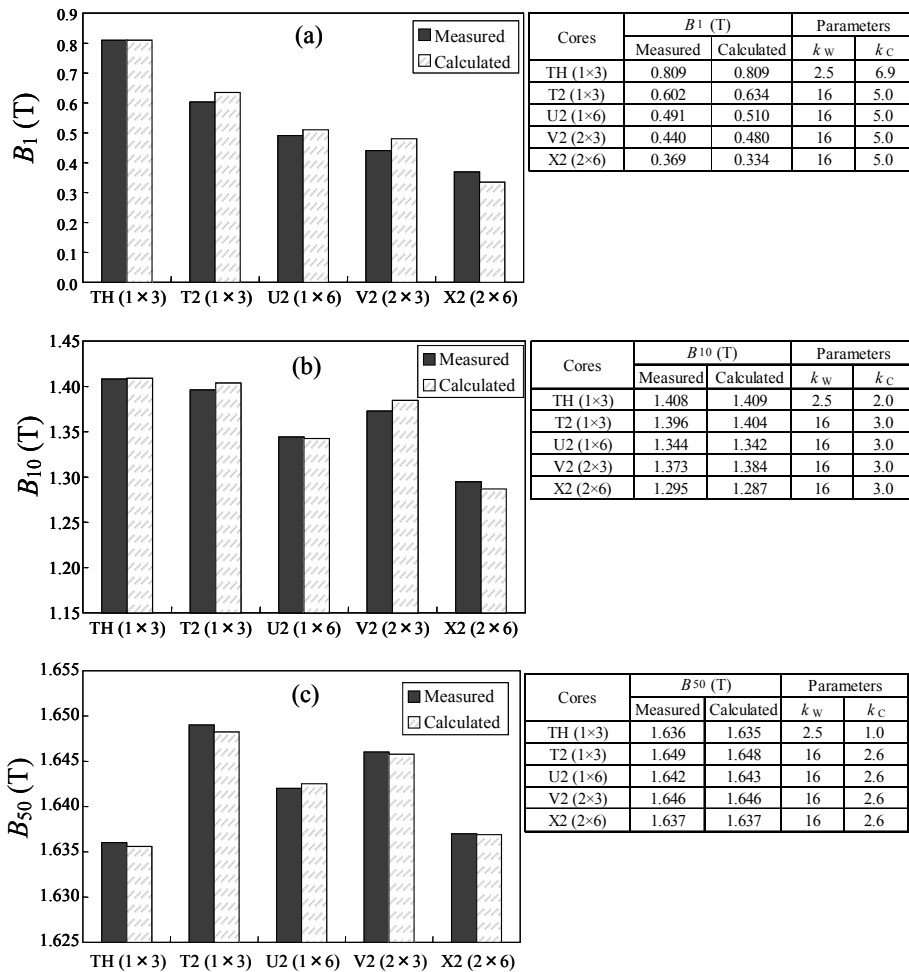 (a)
Measured
Calculated
B1 (T)
0.9
0.8
0.7
0.6
0.5
0.4
0.3
0.2
0.1
0.0
TH (1×3) T2 (1×3) U2 (1×6) V2 (2×3) X2 (2×6)
Cores B1 (T) Parameters
Measured Calculated kW kC
TH (1×3) 0.809 0.809 2.5 6.9
T2 (1×3) 0.602 0.634 16 5.0
U2 (1×6) 0.491 0.510 16 5.0
V2 (2×3) 0.440 0.480 16 5.0
X2 (2×6) 0.369 0.334 16 5.0
(b)
Measured
Calculated
B10 (T)
1.45
1.40
1.35
1.30
1.25
1.20
1.15
TH (1×3) T2 (1×3) U2 (1×6) V2 (2×3) X2 (2×6)
Cores B10 (T) Parameters
Measured Calculated kW kC
TH (1×3) 1.408 1.409 2.5 2.0
T2 (1×3) 1.396 1.404 16 3.0
U2 (1×6) 1.344 1.342 16 3.0
V2 (2×3) 1.373 1.384 16 3.0
X2 (2×6) 1.295 1.287 16 3.0
(c)
Measured
Calculated
B50 (T)
1.655
1.650
1.645
1.640
1.635
1.630
1.625
TH (1×3) T2 (1×3) U2 (1×6) V2 (2×3) X2 (2×6)
Cores B50 (T) Parameters
Measured Calculated kW kC
TH (1×3) 1.636 1.635 2.5 1.0
T2 (1×3) 1.649 1.648 16 2.6
U2 (1×6) 1.642 1.643 16 2.6
V2 (2×3) 1.646 1.646 16 2.6
X2 (2×6) 1.637 1.637 16 2.6